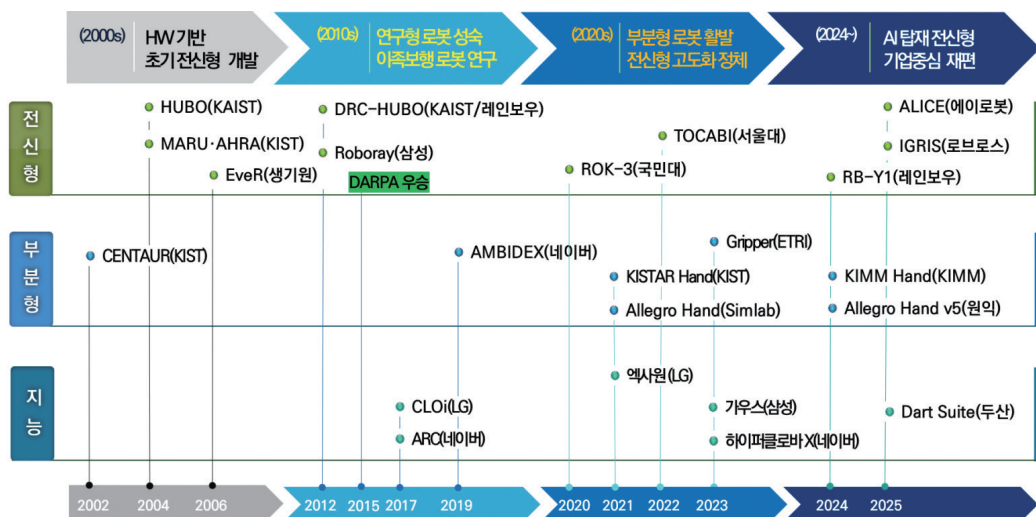 (2000s)
HW 기반
초기 전신형 개발
(2010s)
연구형 로봇 성숙
이족보행 로봇 연구
(2020s)
부분형 로봇 활발
전신형 고도화 정체
(2024~)
AI 탑재 전신형
기업중심 재편
전신형
HUBO(KAIST)
MARU·AHRA(KIST)
EveR(생기원)
DRC-HUBO(KAIST/레인보우)
Roboray(삼성)
DARPA 우승
ROK-3(국민대)
TOCABI(서울대)
ALICE(에이로봇)
IGRIS(로브로스)
RB-Y1(레인보우)
부분형
CENTAUR(KIST)
AMBIDEX(네이버)
Gripper(ETRI)
KISTAR Hand(KIST)
Allegro Hand(Simlab)
KIMM Hand(KIMM)
Allegro Hand v5(원익)
지능
CLOi(LG)
ARC(네이버)
엑사원(LG)
가우스(삼성)
하이퍼클로바X(네이버)
Dart Suite(두산)
2002
2004
2006
2012
2015
2017
2019
2020
2021
2022
2023
2024
2025